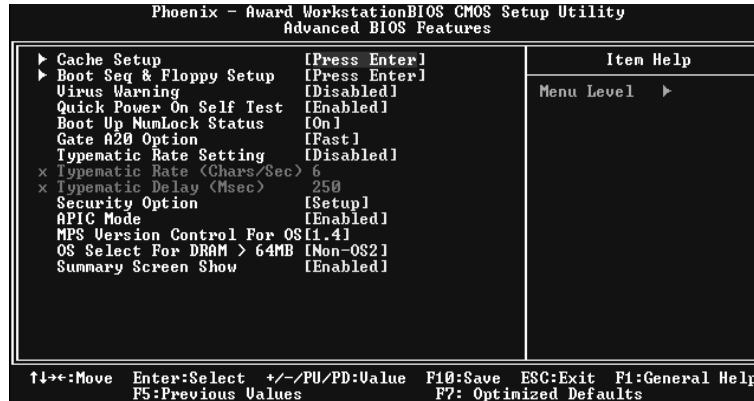 Phoenix - Award WorkstationBIOS CMOS Setup Utility
Advanced BIOS Features
▶ Cache Setup [Press Enter]
▶ Boot Seq & Floppy Setup [Press Enter]
Virus Warning [Disabled]
Quick Power On Self Test [Enabled]
Boot Up NumLock Status [On]
Gate A20 Option [Fast]
Typematic Rate Setting [Disabled]
x Typematic Rate (Chars/Sec) 6
x Typematic Delay (Msec) 250
Security Option [Setup]
APIC Mode [Enabled]
MPS Version Control For OS[1.4]
OS Select For DRAM > 64MB [Non-OS2]
Summary Screen Show [Enabled]
Item Help
Menu Level ▶
↑↓→←:Move Enter:Select +/-/PU/PD:Value F10:Save ESC:Exit F1:General Help
F5:Previous Values F7: Optimized Defaults